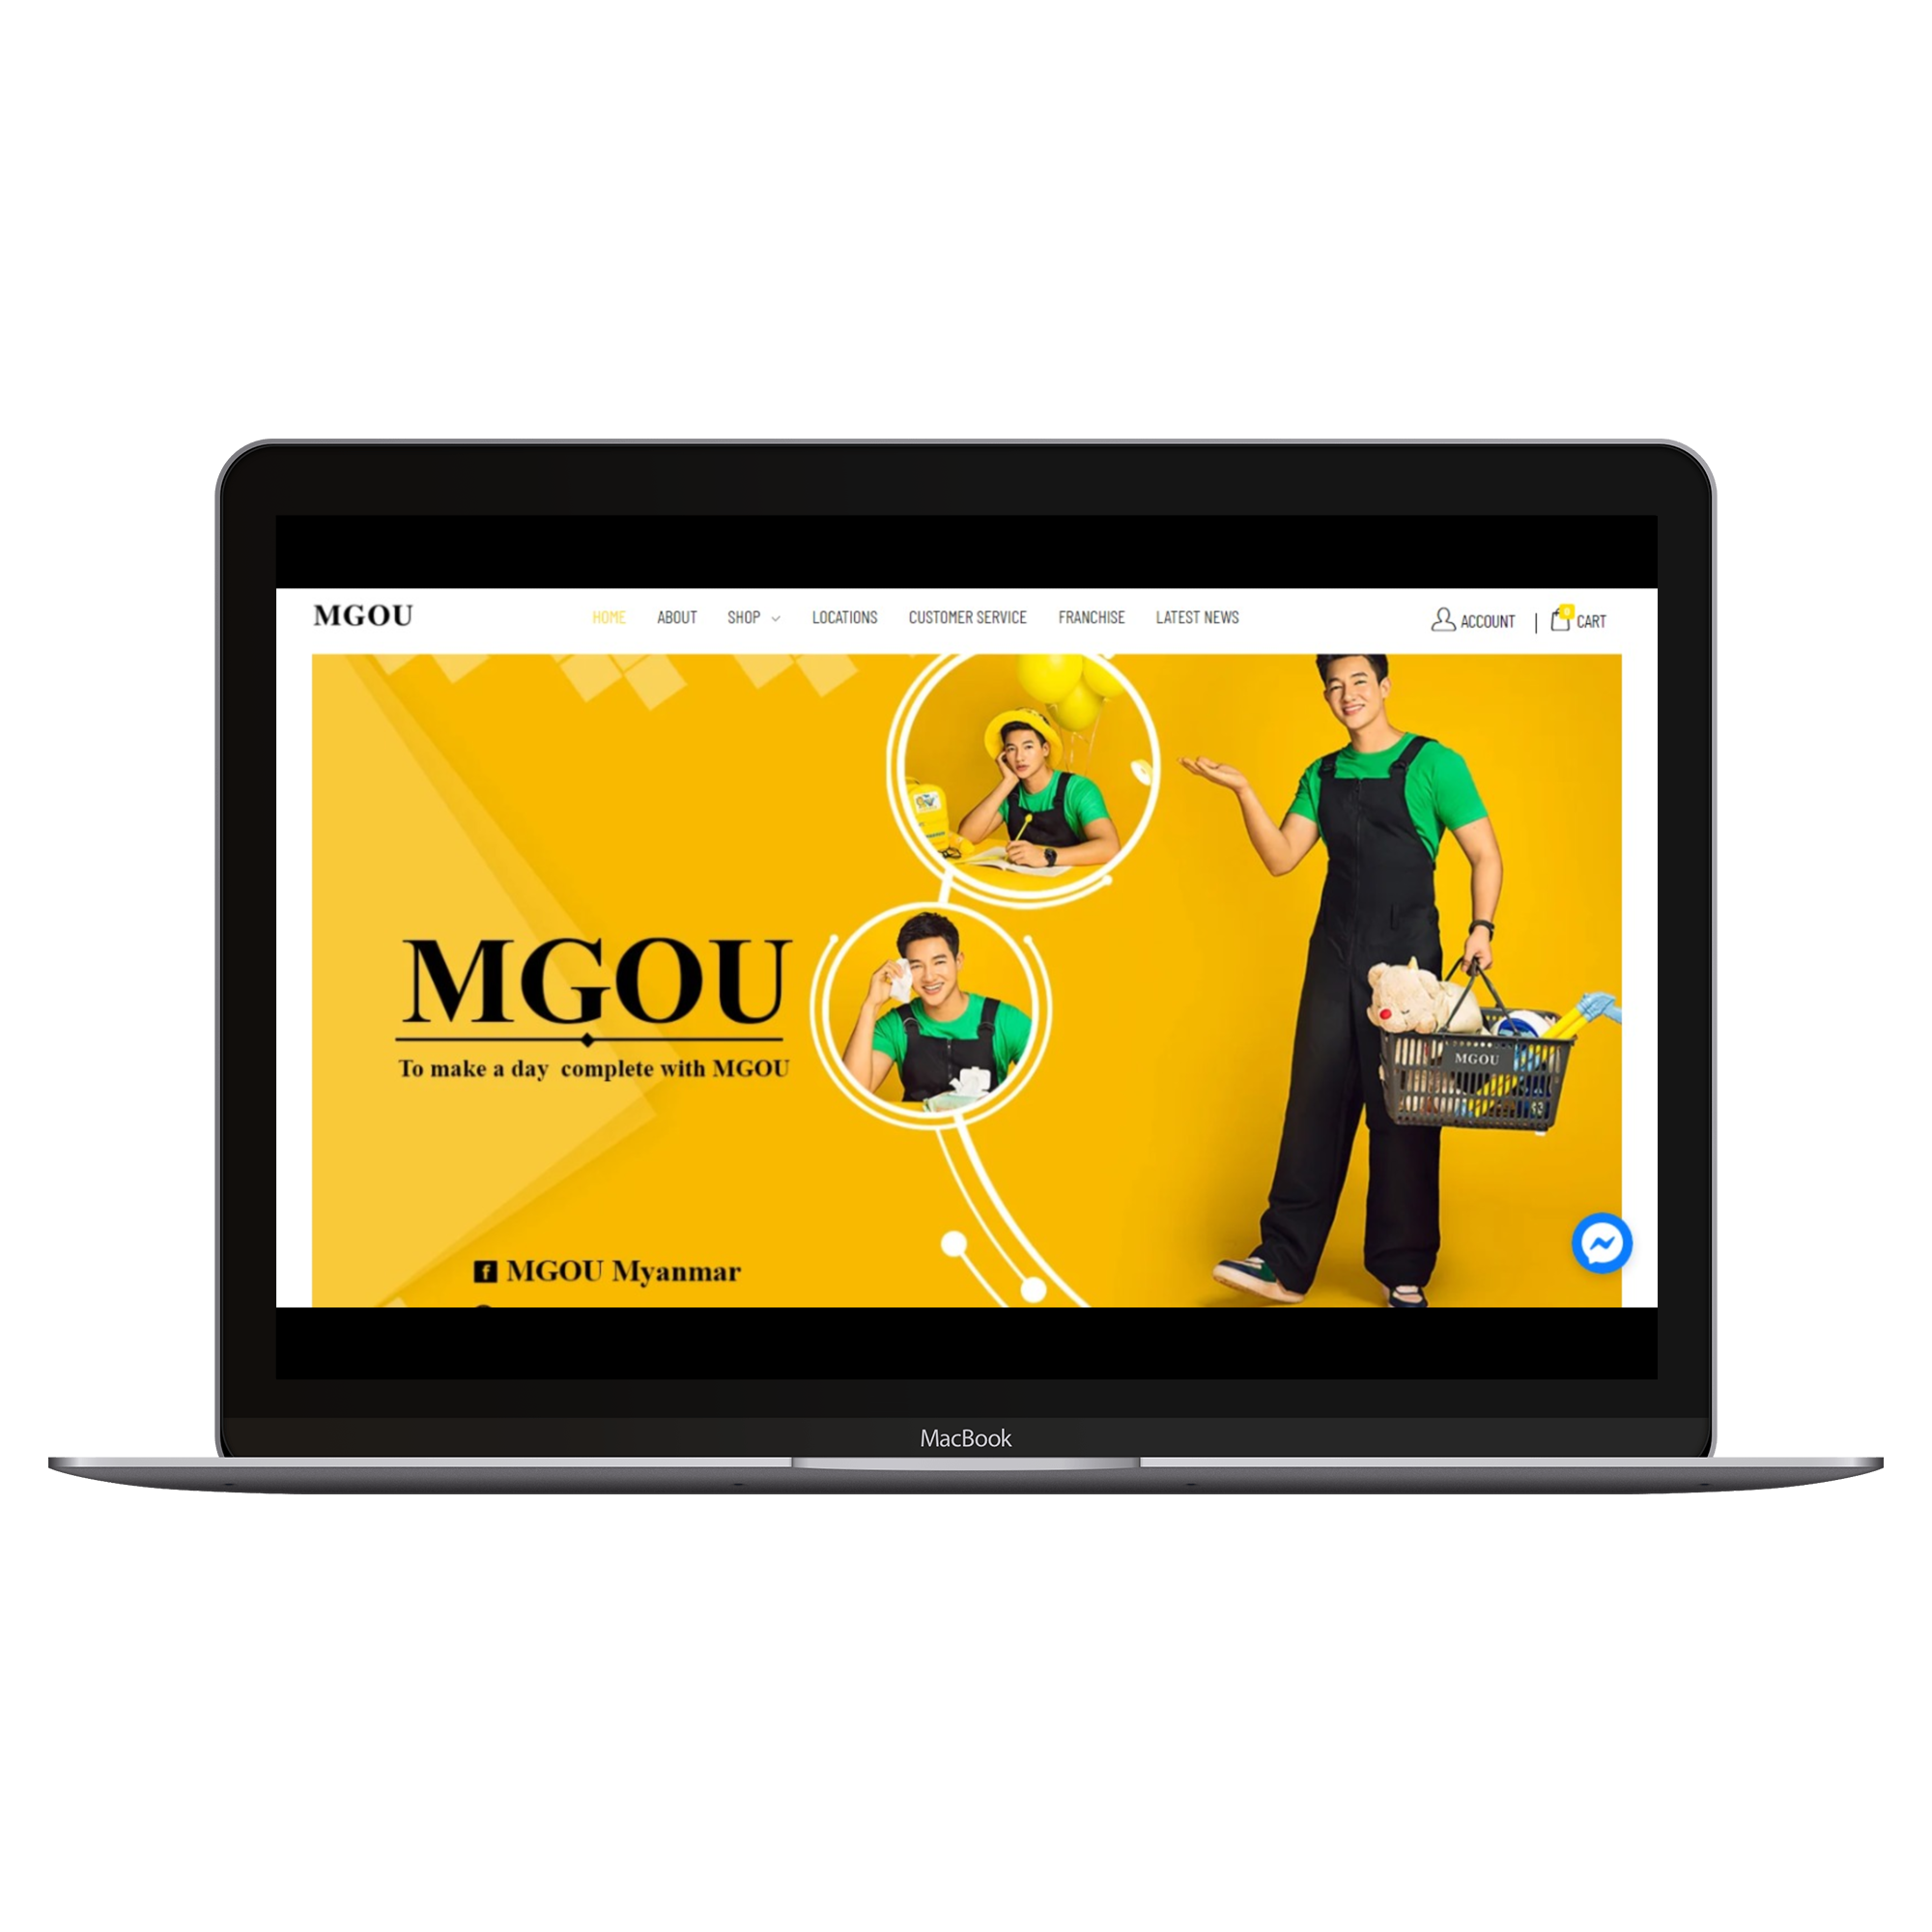 MGOU
HOME ABOUT SHOP LOCATIONS CUSTOMER SERVICE FRANCHISE LATEST NEWS
ACCOUNT | CART
MGOU
To make a day complete with MGOU
MGOU
MGOU Myanmar
MacBook